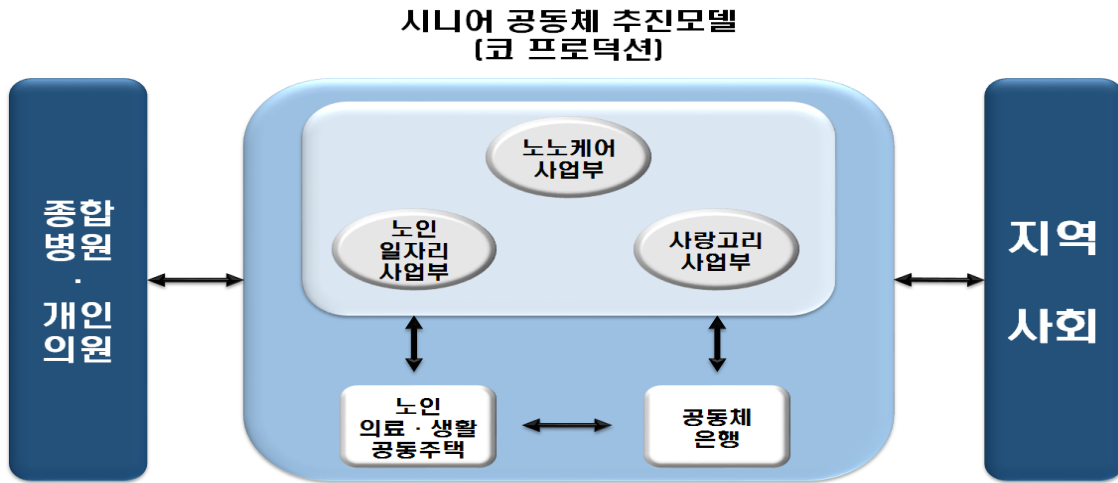 시니어 공동체 추진모델
(코 프로덕션)
종합
병원
·
개인
의원
노노케어
사업부
노인
일자리
사업부
사랑고리
사업부
노인
의료 · 생활
공동주택
공동체
은행
지역
사회